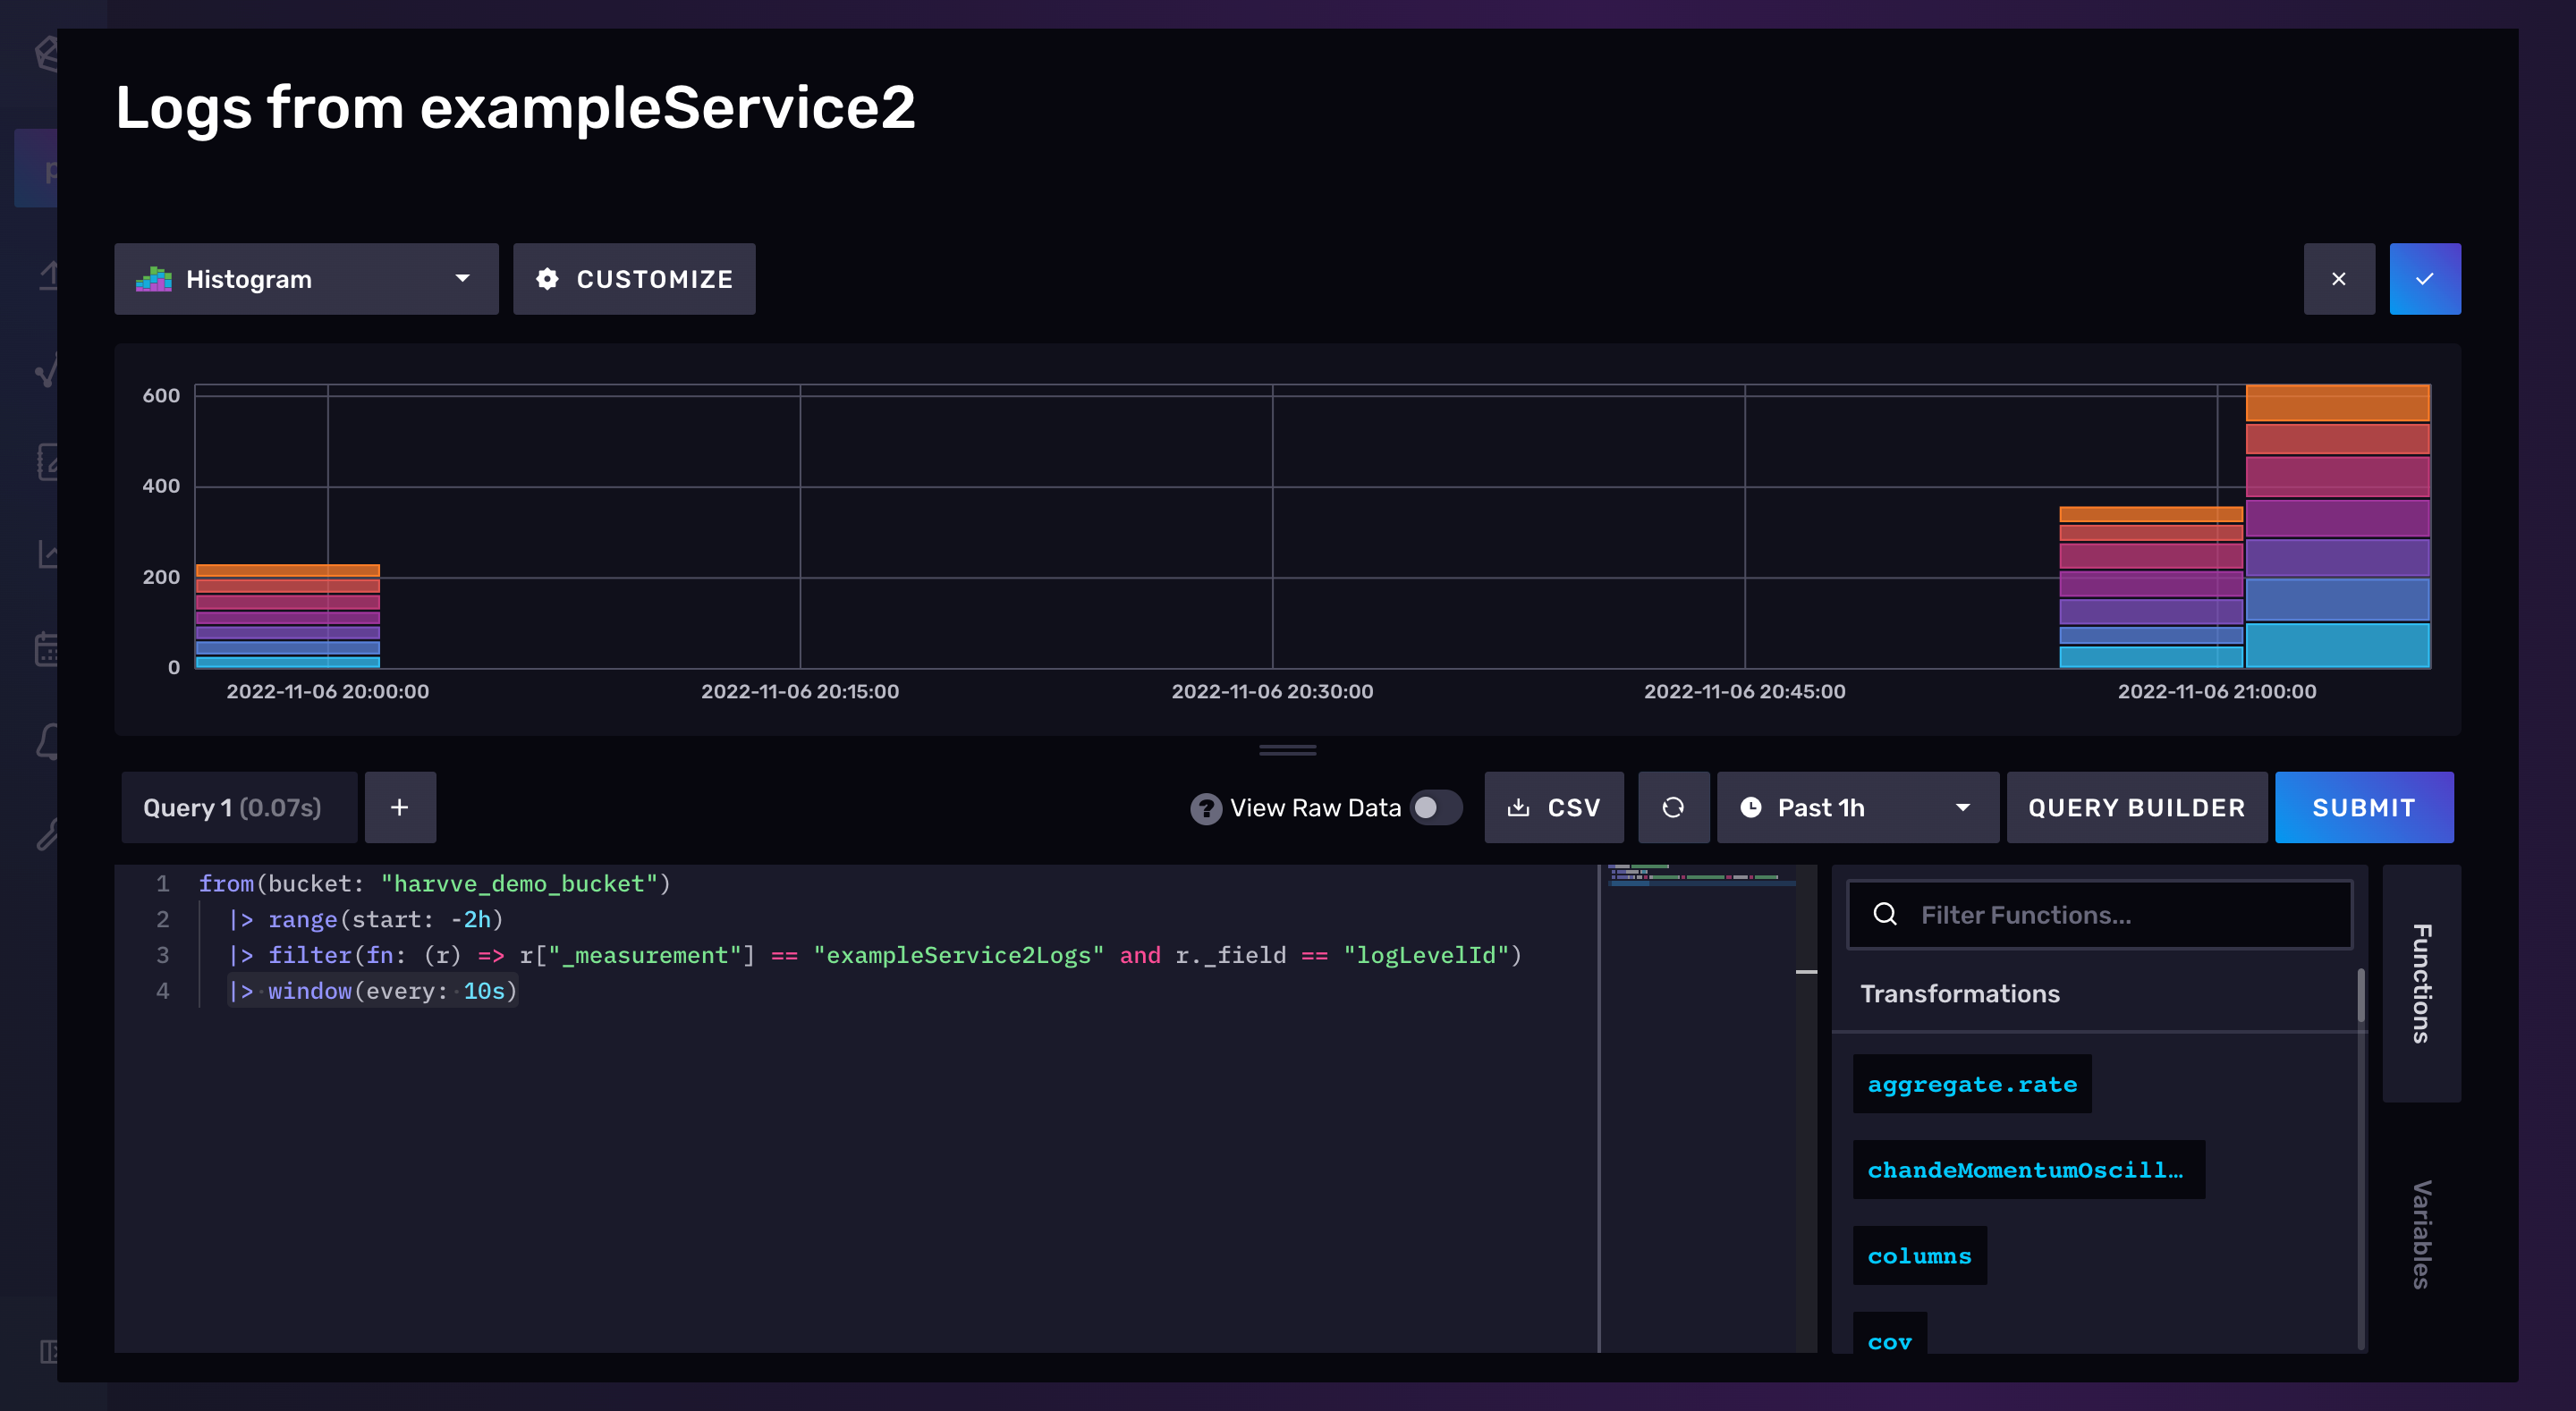 Logs from exampleService2
Histogram
CUSTOMIZE
600
400
200
0
2022-11-06 20:00:00
2022-11-06 20:15:00
2022-11-06 20:30:00
2022-11-06 20:45:00
2022-11-06 21:00:00
Query 1 (0.07s)
+
? View Raw Data
CSV
Past 1h
QUERY BUILDER
SUBMIT
1 from(bucket: "harvve_demo_bucket")
2 |> range(start: -2h)
3 |> filter(fn: (r) => r["_measurement"] == "exampleService2Logs" and r._field == "logLevelId")
4 |> window(every: 10s)
Filter Functions...
Transformations
aggregate.rate
chandeMomentumOscill…
columns
cov
Functions
Variables